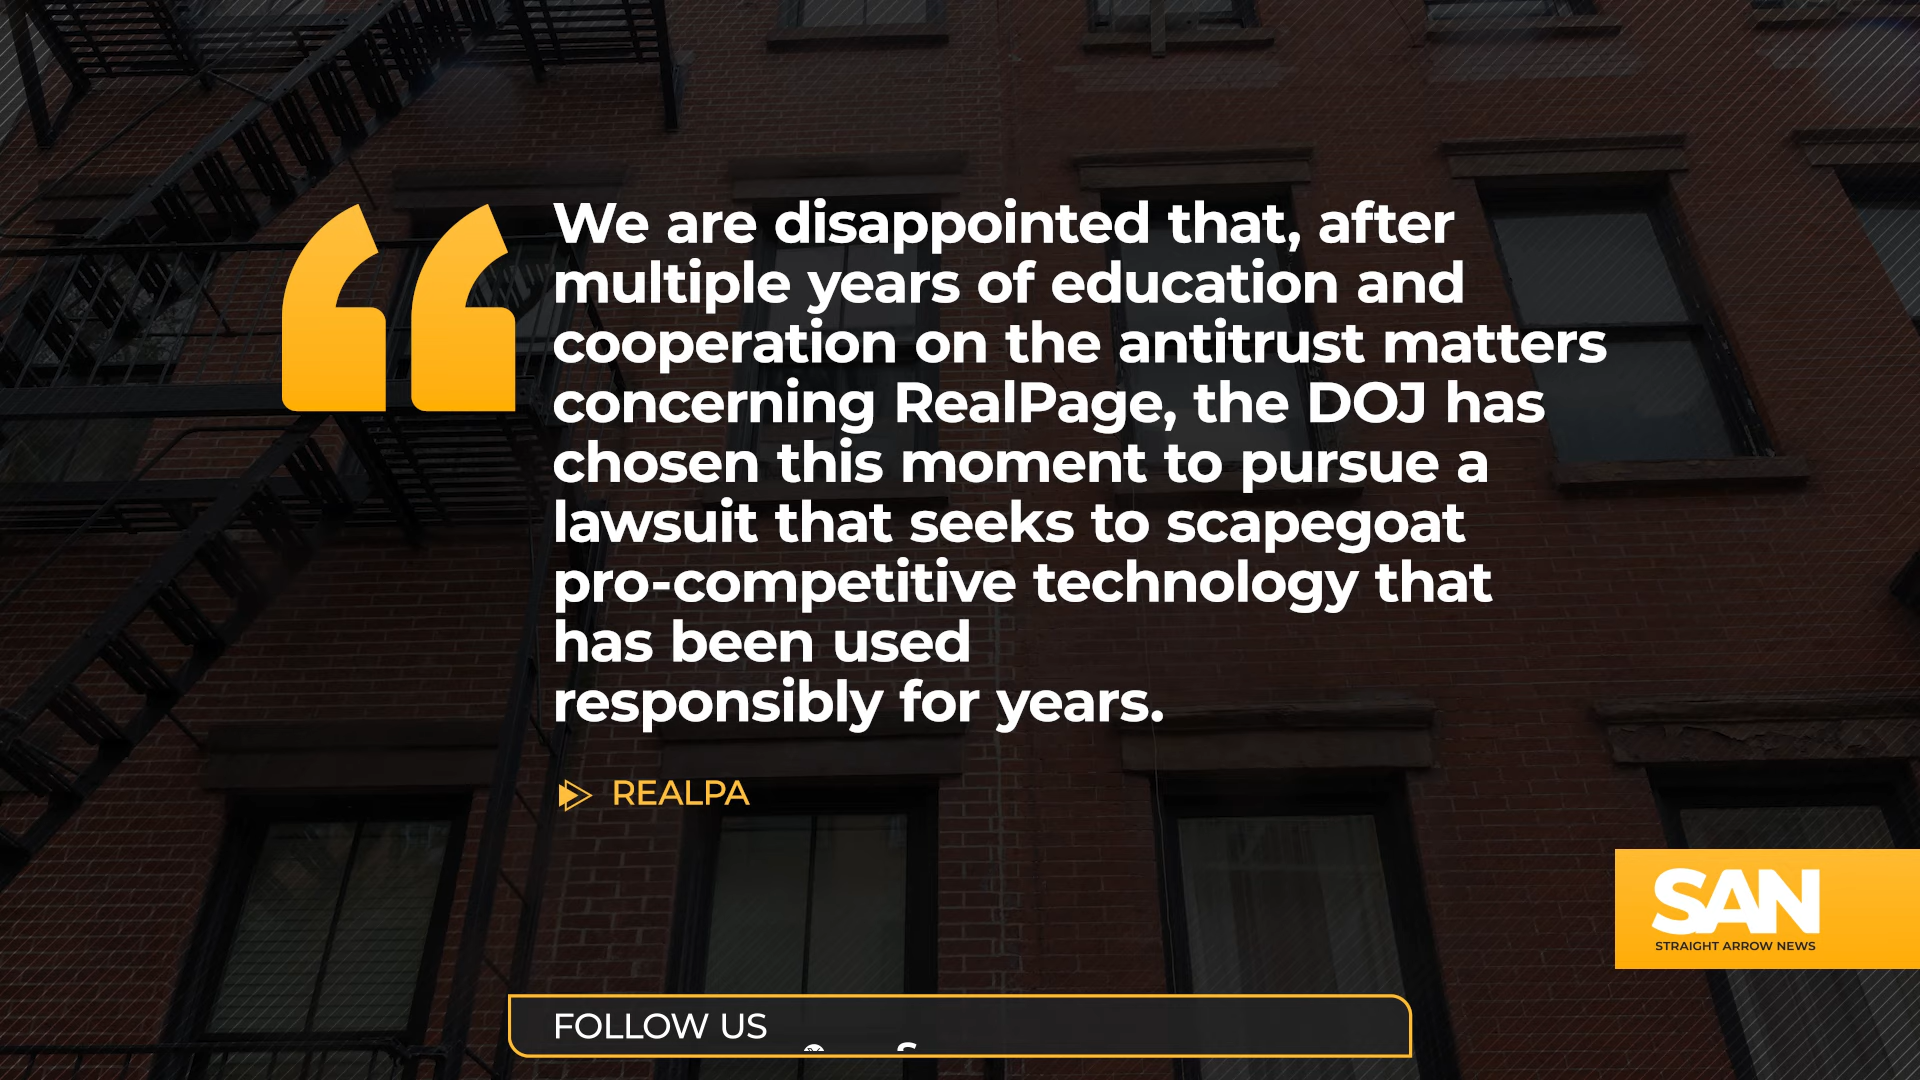 We are disappointed that, after
multiple years of education and
cooperation on the antitrust matters
concerning RealPage, the DOJ has
chosen this moment to pursue a
lawsuit that seeks to scapegoat
pro-competitive technology that
has been used
responsibly for years.
REALPA
SAN
STRAIGHT ARROW NEWS
FOLLOW US